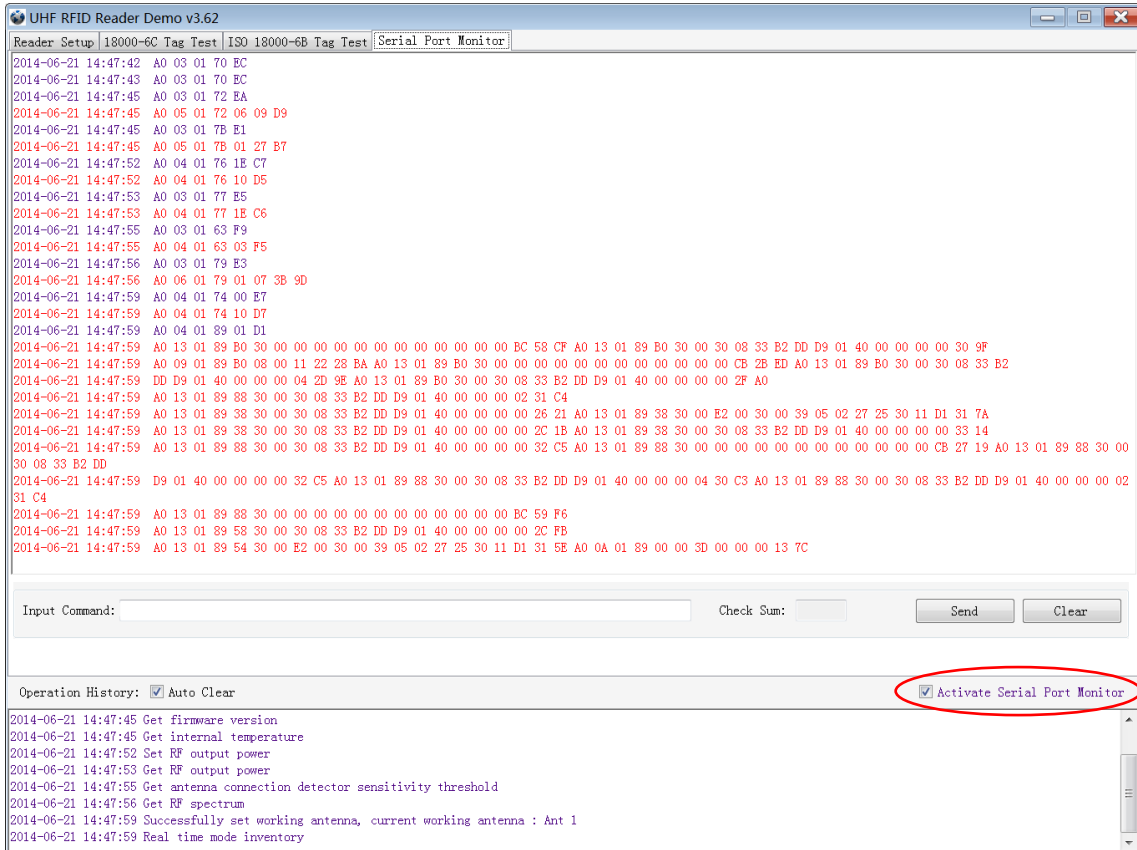 UHF RFID Reader Demo v3.62
Reader Setup 18000-6C Tag Test ISO 18000-6B Tag Test Serial Port Monitor
2014-06-21 14:47:42 A0 03 01 70 EC
2014-06-21 14:47:43 A0 03 01 70 EC
2014-06-21 14:47:45 A0 03 01 72 EA
2014-06-21 14:47:45 A0 05 01 72 06 09 D9
2014-06-21 14:47:45 A0 03 01 7B E1
2014-06-21 14:47:45 A0 05 01 7B 01 27 B7
2014-06-21 14:47:52 A0 04 01 76 1E C7
2014-06-21 14:47:52 A0 04 01 76 10 D5
2014-06-21 14:47:53 A0 03 01 77 E5
2014-06-21 14:47:53 A0 04 01 77 1E C6
2014-06-21 14:47:55 A0 03 01 63 F9
2014-06-21 14:47:55 A0 04 01 63 03 F5
2014-06-21 14:47:56 A0 03 01 79 E3
2014-06-21 14:47:56 A0 06 01 79 01 07 3B 9D
2014-06-21 14:47:59 A0 04 01 74 00 E7
2014-06-21 14:47:59 A0 04 01 74 10 D7
2014-06-21 14:47:59 A0 04 01 89 01 D1
2014-06-21 14:47:59 A0 13 01 89 B0 30 00 00 00 00 00 00 00 00 00 00 00 00 BC 58 CF A0 13 01 89 B0 30 00 30 08 33 B2 DD D9 01 40 00 00 00 00 30 9F
2014-06-21 14:47:59 A0 09 01 89 B0 08 00 11 22 28 BA A0 13 01 89 B0 30 00 00 00 00 00 00 00 00 00 00 00 00 CB 2B ED A0 13 01 89 B0 30 00 30 08 33 B2
2014-06-21 14:47:59 DD D9 01 40 00 00 00 04 2D 9E A0 13 01 89 B0 30 00 30 08 33 B2 DD D9 01 40 00 00 00 00 2F A0
2014-06-21 14:47:59 A0 13 01 89 88 30 00 30 08 33 B2 DD D9 01 40 00 00 00 02 31 C4
2014-06-21 14:47:59 A0 13 01 89 38 30 00 30 08 33 B2 DD D9 01 40 00 00 00 00 26 21 A0 13 01 89 38 30 00 E2 00 30 00 39 05 02 27 25 30 11 D1 31 7A
2014-06-21 14:47:59 A0 13 01 89 38 30 00 30 08 33 B2 DD D9 01 40 00 00 00 00 2C 1B A0 13 01 89 38 30 00 30 08 33 B2 DD D9 01 40 00 00 00 00 33 14
2014-06-21 14:47:59 A0 13 01 89 88 30 00 30 08 33 B2 DD D9 01 40 00 00 00 00 32 C5 A0 13 01 89 88 30 00 00 00 00 00 00 00 00 00 00 00 00 CB 27 19 A0 13 01 89 88 30 00
30 08 33 B2 DD
2014-06-21 14:47:59 D9 01 40 00 00 00 00 32 C5 A0 13 01 89 88 30 00 30 08 33 B2 DD D9 01 40 00 00 00 04 30 C3 A0 13 01 89 88 30 00 30 08 33 B2 DD D9 01 40 00 00 00 02
31 C4
2014-06-21 14:47:59 A0 13 01 89 88 30 00 00 00 00 00 00 00 00 00 00 00 00 BC 59 F6
2014-06-21 14:47:59 A0 13 01 89 58 30 00 30 08 33 B2 DD D9 01 40 00 00 00 00 2C FB
2014-06-21 14:47:59 A0 13 01 89 54 30 00 E2 00 30 00 39 05 02 27 25 30 11 D1 31 5E A0 0A 01 89 00 00 3D 00 00 00 13 7C
Input Command: Check Sum: Send Clear
Operation History: Auto Clear Activate Serial Port Monitor
2014-06-21 14:47:45 Get firmware version
2014-06-21 14:47:45 Get internal temperature
2014-06-21 14:47:52 Set RF output power
2014-06-21 14:47:53 Get RF output power
2014-06-21 14:47:55 Get antenna connection detector sensitivity threshold
2014-06-21 14:47:56 Get RF spectrum
2014-06-21 14:47:59 Successfully set working antenna, current working antenna : Ant 1
2014-06-21 14:47:59 Real time mode inventory